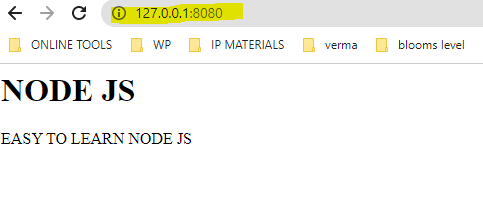 127.0.0.1:8080
ONLINE TOOLS WP IP MATERIALS verma blooms level
NODE JS
EASY TO LEARN NODE JS